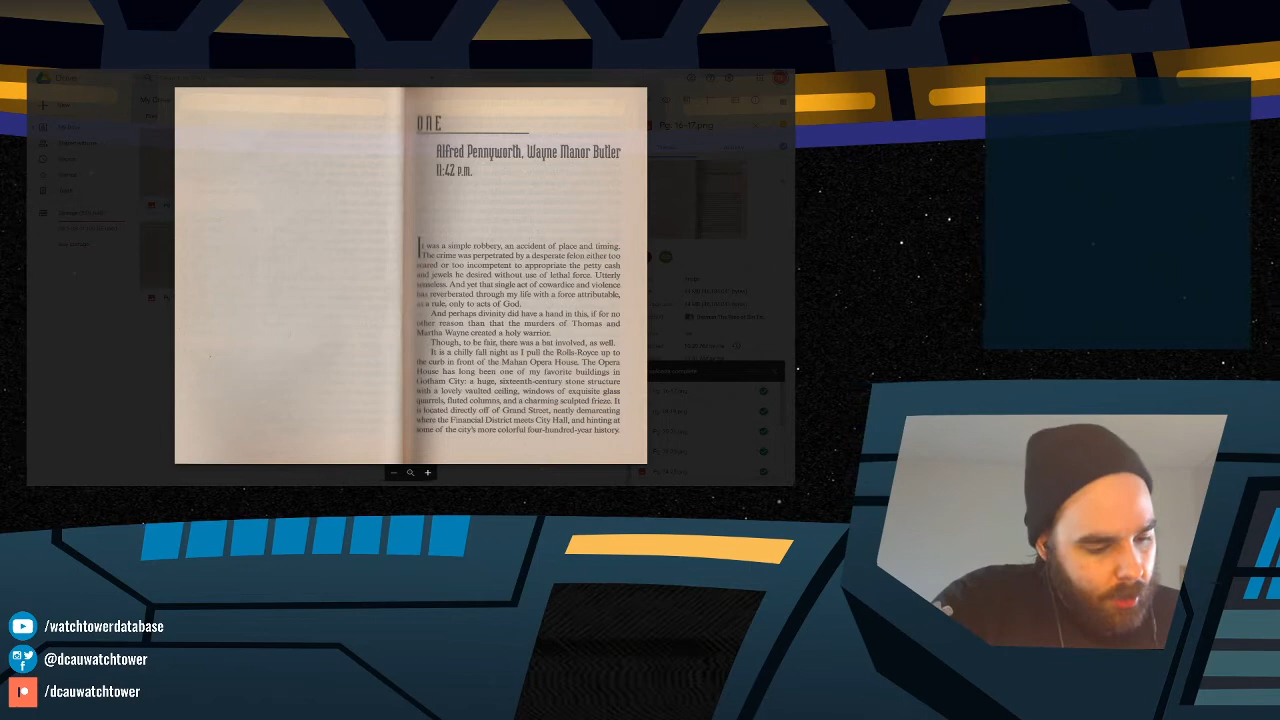 Drive
My Drive
Pg. 16-17.png
ONE
Alfred Pennyworth, Wayne Manor Butler
11:42 p.m.
It was a simple robbery, an accident of place and timing.
The crime was perpetrated by a desperate felon either too
scared or too incompetent to appropriate the petty cash
and jewels he desired without use of lethal force. Utterly
senseless. And yet that single act of cowardice and violence
has reverberated through my life with a force attributable,
as a rule, only to acts of God.
And perhaps divinity did have a hand in this, if for no
other reason than that the murders of Thomas and
Martha Wayne created a holy warrior.
Though, to be fair, there was a bat involved, as well.
It is a chilly fall night as I pull the Rolls-Royce up to
the curb in front of the Mahan Opera House. The Opera
House has long been one of my favorite buildings in
Gotham City: a huge, sixteenth-century stone structure
with a lovely vaulted ceiling, windows of exquisite glass
quarrels, fluted columns, and a charming sculpted frieze. It
is located directly off of Grand Street, neatly demarcating
where the Financial District meets City Hall, and hinting at
some of the city's more colorful four-hundred-year history.
/watchtowerdatabase
@dcauwatchtower
/dcauwatchtower